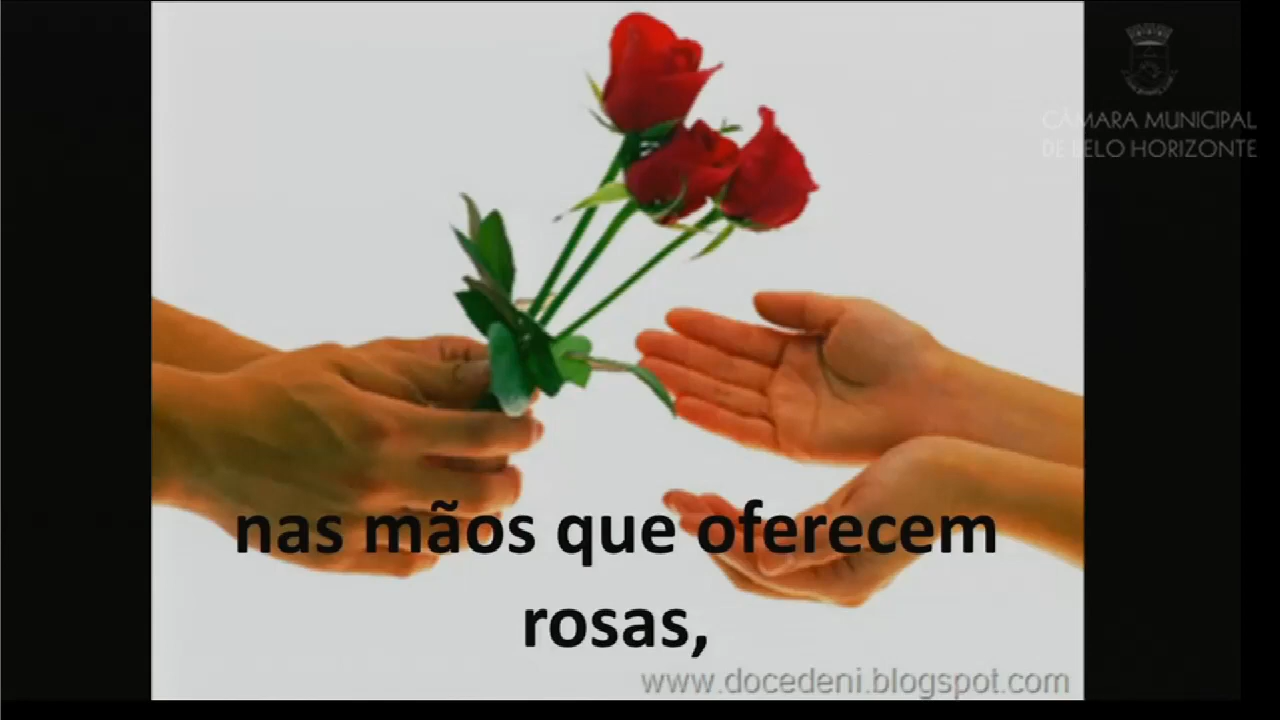 CÂMARA MUNICIPAL
DE BELO HORIZONTE
nas mãos que oferecem
rosas,
www.docedeni.blogspot.com